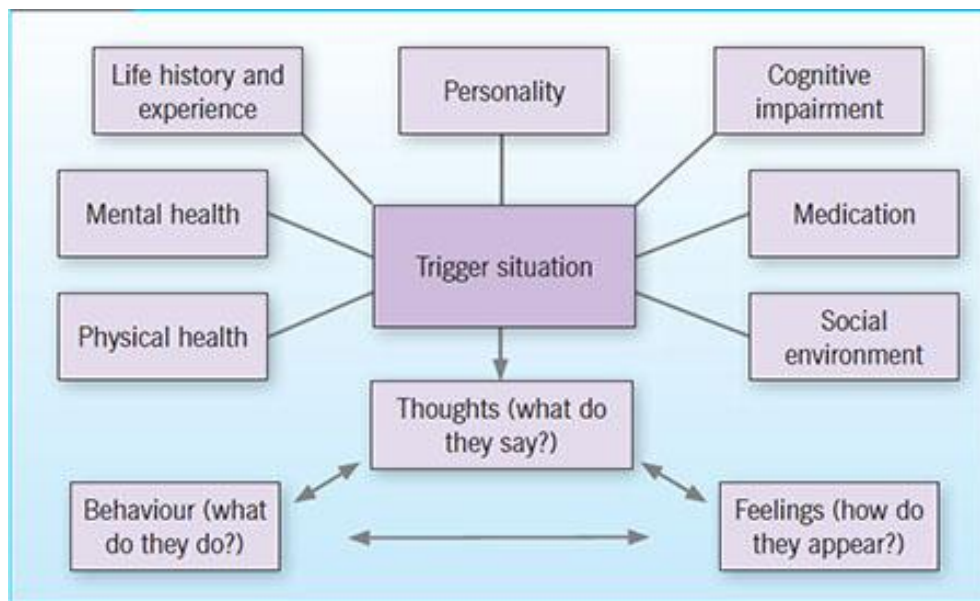 Life history and
experience
Personality
Cognitive
impairment
Mental health
Trigger situation
Medication
Physical health
Social
environment
Thoughts (what do
they say?)
Behaviour (what
do they do?)
Feelings (how do
they appear?)